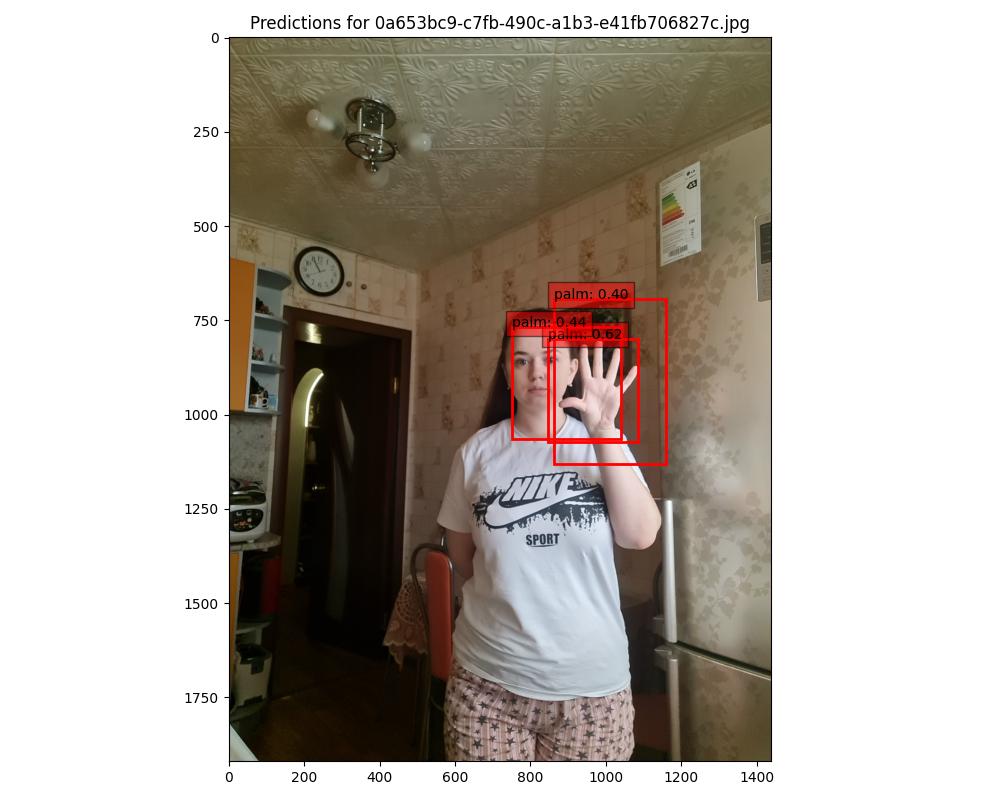 Predictions for 0a653bc9-c7fb-490c-a1b3-e41fb706827c.jpg
0
250
500
750
1000
1250
1500
1750
palm: 0.40
palm: 0.44
palm: 0.62
NIKE
SPORT
0 200 400 600 800 1000 1200 1400